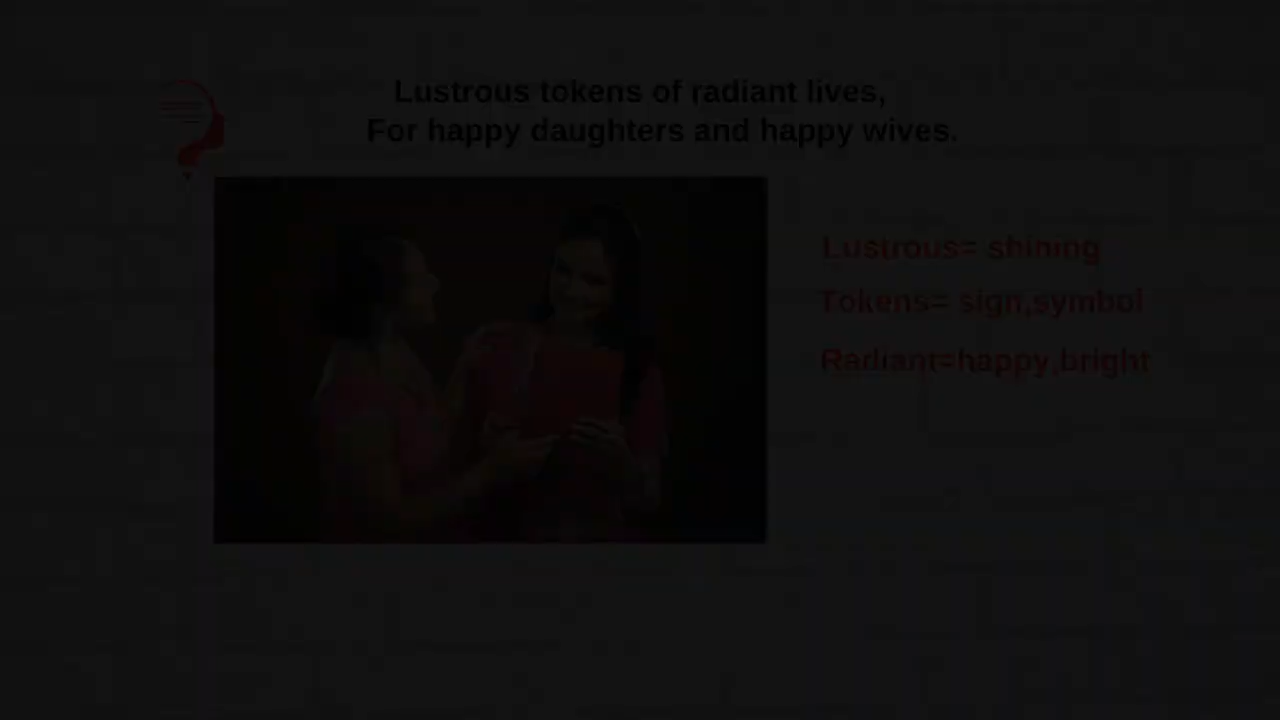 Lustrous tokens of radiant lives,
For happy daughters and happy wives.
Lustrous= shining
Tokens= sign,symbol
Radiant=happy,bright